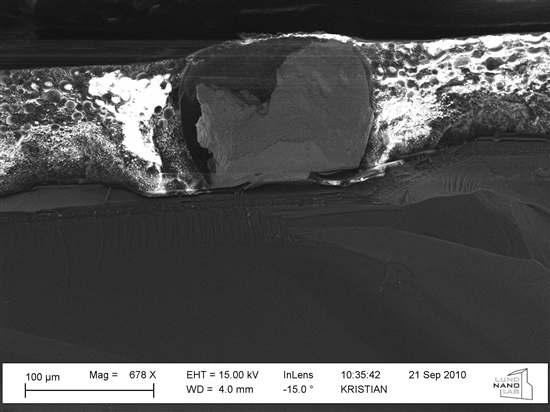 100 µm
Mag = 678 X
EHT = 15.00 kV
WD = 4.0 mm
InLens
-15.0 °
10:35:42
KRISTIAN
21 Sep 2010
LUND
NANO
LAB